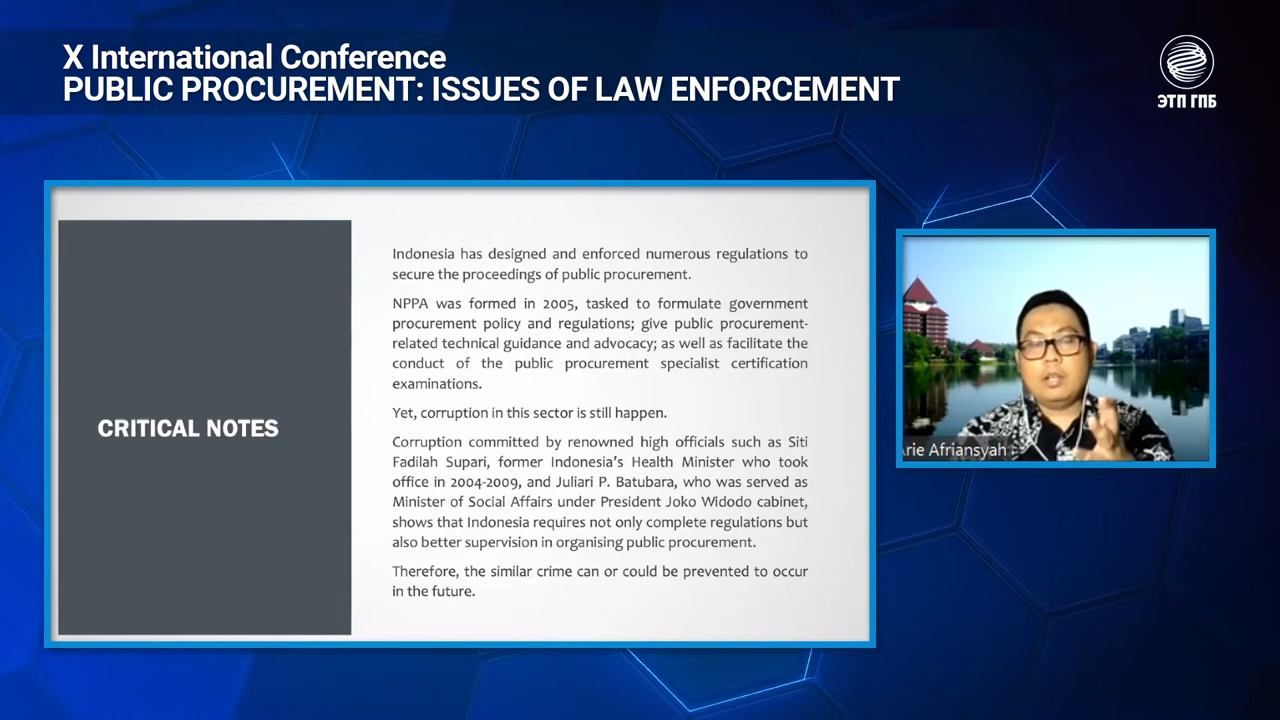 X International Conference
PUBLIC PROCUREMENT: ISSUES OF LAW ENFORCEMENT
ЭТП ГПБ
CRITICAL NOTES
Indonesia has designed and enforced numerous regulations to
secure the proceedings of public procurement.
NPPA was formed in 2005, tasked to formulate government
procurement policy and regulations; give public procurement-
related technical guidance and advocacy; as well as facilitate the
conduct of the public procurement specialist certification
examinations.
Yet, corruption in this sector is still happen.
Corruption committed by renowned high officials such as Siti
Fadilah Supari, former Indonesia's Health Minister who took
office in 2004-2009, and Juliari P. Batubara, who was served as
Minister of Social Affairs under President Joko Widodo cabinet,
shows that Indonesia requires not only complete regulations but
also better supervision in organising public procurement.
Therefore, the similar crime can or could be prevented to occur
in the future.
rie Afriansyah